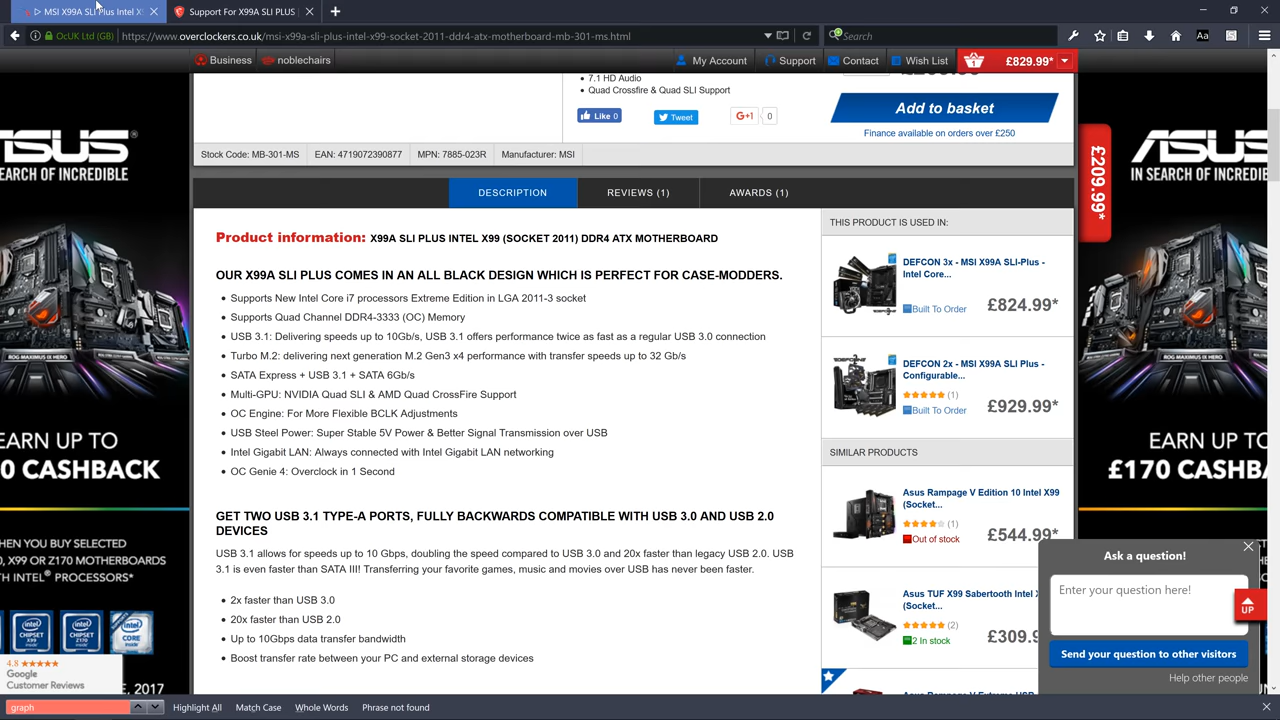 MSI X99A SLI Plus Intel X9
Support For X99A SLI PLUS
OcUK Ltd (GB)
https://www.overclockers.co.uk/msi-x99a-sli-plus-intel-x99-socket-2011-ddr4-atx-motherboard-mb-301-ms.html
Search
Business
noblechairs
My Account
Support
Contact
Wish List
1
£829.99*
7.1 HD Audio
Quad Crossfire & Quad SLI Support
Like 0
Tweet
G+1
0
Add to basket
Finance available on orders over £250
Stock Code: MB-301-MS
EAN: 4719072390877
MPN: 7885-023R
Manufacturer: MSI
£209.99*
DESCRIPTION
REVIEWS (1)
AWARDS (1)
Product information: X99A SLI PLUS INTEL X99 (SOCKET 2011) DDR4 ATX MOTHERBOARD
OUR X99A SLI PLUS COMES IN AN ALL BLACK DESIGN WHICH IS PERFECT FOR CASE-MODDERS.
Supports New Intel Core i7 processors Extreme Edition in LGA 2011-3 socket
Supports Quad Channel DDR4-3333 (OC) Memory
USB 3.1: Delivering speeds up to 10Gb/s, USB 3.1 offers performance twice as fast as a regular USB 3.0 connection
Turbo M.2: delivering next generation M.2 Gen3 x4 performance with transfer speeds up to 32 Gb/s
SATA Express + USB 3.1 + SATA 6Gb/s
Multi-GPU: NVIDIA Quad SLI & AMD Quad CrossFire Support
OC Engine: For More Flexible BCLK Adjustments
USB Steel Power: Super Stable 5V Power & Better Signal Transmission over USB
Intel Gigabit LAN: Always connected with Intel Gigabit LAN networking
OC Genie 4: Overclock in 1 Second
GET TWO USB 3.1 TYPE-A PORTS, FULLY BACKWARDS COMPATIBLE WITH USB 3.0 AND USB 2.0
DEVICES
USB 3.1 allows for speeds up to 10 Gbps, doubling the speed compared to USB 3.0 and 20x faster than legacy USB 2.0. USB
3.1 is even faster than SATA III! Transferring your favorite games, music and movies over USB has never been faster.
2x faster than USB 3.0
20x faster than USB 2.0
Up to 10Gbps data transfer bandwidth
Boost transfer rate between your PC and external storage devices
THIS PRODUCT IS USED IN:
DEFCON 3x - MSI X99A SLI-Plus -
Intel Core...
Built To Order
£824.99*
DEFCON 2x - MSI X99A SLI Plus -
Configurable...
(1)
Built To Order
£929.99*
SIMILAR PRODUCTS
Asus Rampage V Edition 10 Intel X99
(Socket...
(1)
Out of stock
£544.99*
Asus TUF X99 Sabertooth Intel X
(Socket...
(2)
2 In stock
£309.9
Asus Rampage V Extreme USB
Ask a question!
Enter your question here!
Send your question to other visitors
Help other people
UP
/SUS
N SEARCH OF INCREDIBLE
EARN UP TO
0 CASHBACK
HEN YOU BUY SELECTED
, X99 OR Z170 MOTHERBOARDS
TH INTEL® PROCESSORS*
CHIPSET
X99
CHIPSET
Z170
CORE
E, 2017
4.8
Google
Customer Reviews
/SUS
IN SEARCH OF INCREDIBLE
EARN UP
£170 CASHBA
graph
Highlight All
Match Case
Whole Words
Phrase not found